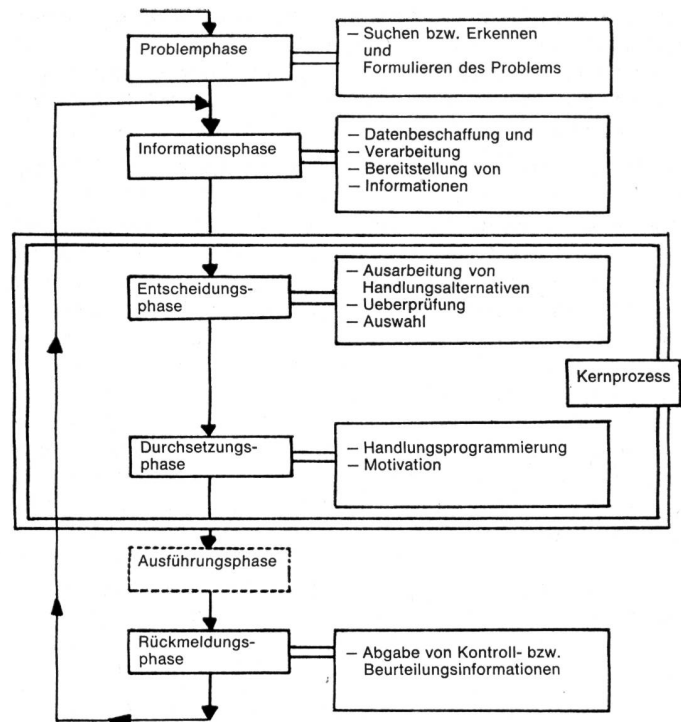 Problemphase
– Suchen bzw. Erkennen
und
Formulieren des Problems
Informationsphase
– Datenbeschaffung und
– Verarbeitung
– Bereitstellung von
– Informationen
Entscheidungs-
phase
– Ausarbeitung von
Handlungsalternativen
– Ueberprüfung
– Auswahl
Kernprozess
Durchsetzungs-
phase
– Handlungsprogrammierung
– Motivation
Ausführungsphase
Rückmeldungs-
phase
– Abgabe von Kontroll- bzw.
Beurteilungsinformationen